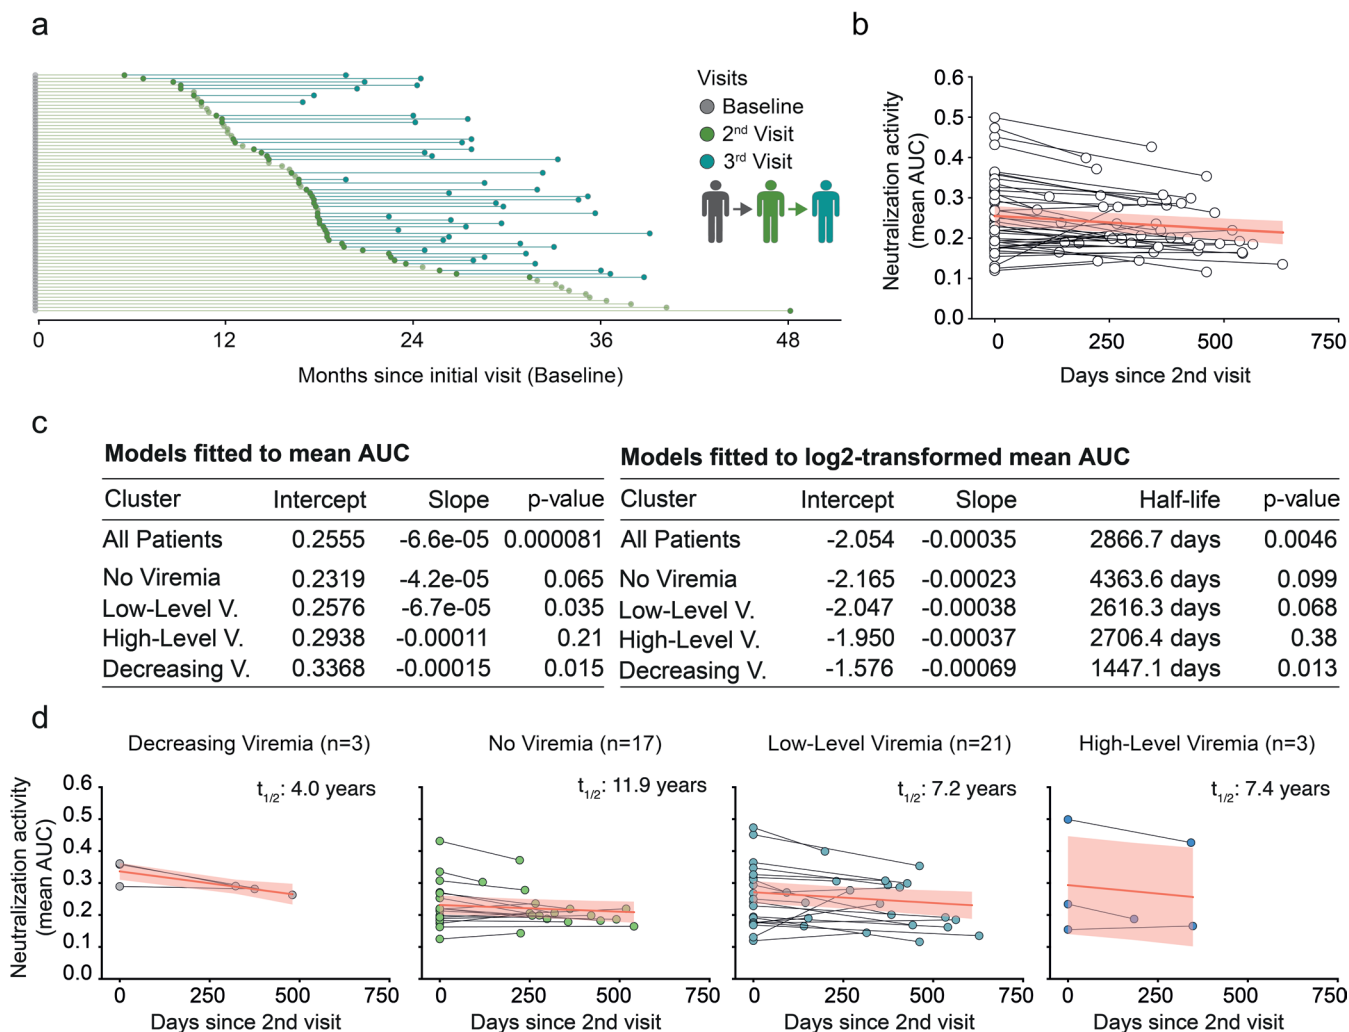 a
Visits
Baseline
2nd Visit
3rd Visit
0 12 24 36 48
Months since initial visit (Baseline)
b
Neutralization activity
(mean AUC)
0.6
0.5
0.4
0.3
0.2
0.1
0.0
0 250 500 750
Days since 2nd visit
c
Models fitted to mean AUC
Cluster Intercept Slope p-value
All Patients 0.2555 -6.6e-05 0.000081
No Viremia 0.2319 -4.2e-05 0.065
Low-Level V. 0.2576 -6.7e-05 0.035
High-Level V. 0.2938 -0.00011 0.21
Decreasing V. 0.3368 -0.00015 0.015
Models fitted to log2-transformed mean AUC
Cluster Intercept Slope Half-life p-value
All Patients -2.054 -0.00035 2866.7 days 0.0046
No Viremia -2.165 -0.00023 4363.6 days 0.099
Low-Level V. -2.047 -0.00038 2616.3 days 0.068
High-Level V. -1.950 -0.00037 2706.4 days 0.38
Decreasing V. -1.576 -0.00069 1447.1 days 0.013
d
Neutralization activity
(mean AUC)
0.6
0.5
0.4
0.3
0.2
0.1
0.0
Decreasing Viremia (n=3)
t1/2: 4.0 years
0 250 500 750
Days since 2nd visit
No Viremia (n=17)
t1/2: 11.9 years
0 250 500 750
Days since 2nd visit
Low-Level Viremia (n=21)
t1/2: 7.2 years
0 250 500 750
Days since 2nd visit
High-Level Viremia (n=3)
t1/2: 7.4 years
0 250 500 750
Days since 2nd visit